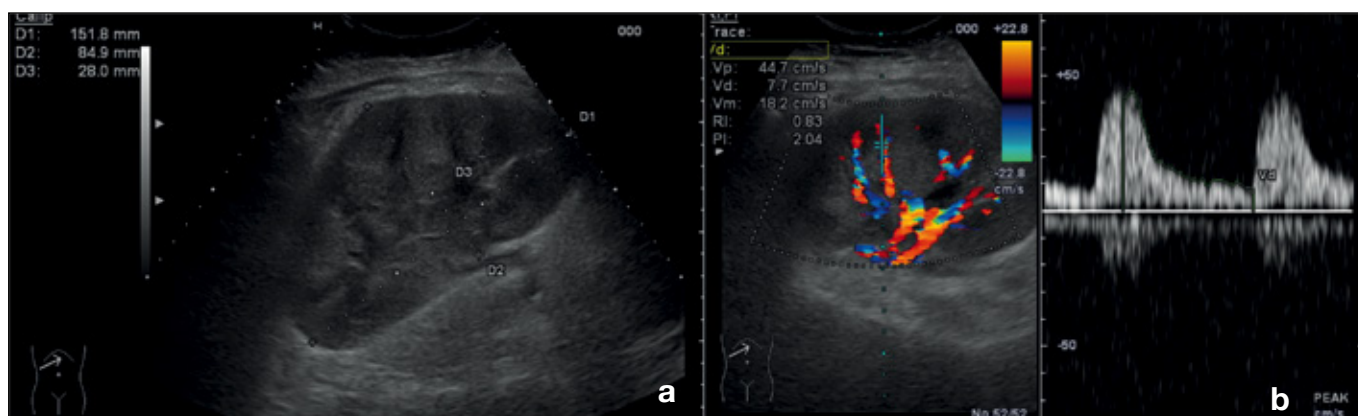 D1: 151.8 mm
D2: 84.9 mm
D3: 28.0 mm
H
000
D1
D3
D2
a
Trace:
Vd:
Vp: 44.7 cm/s
Vd: 7.7 cm/s
Vm: 18.2 cm/s
RI: 0.83
PI: 2.04
000
+22.8
-22.8
cm/s
+50
Vd
-50
PEAK
cm/s
b